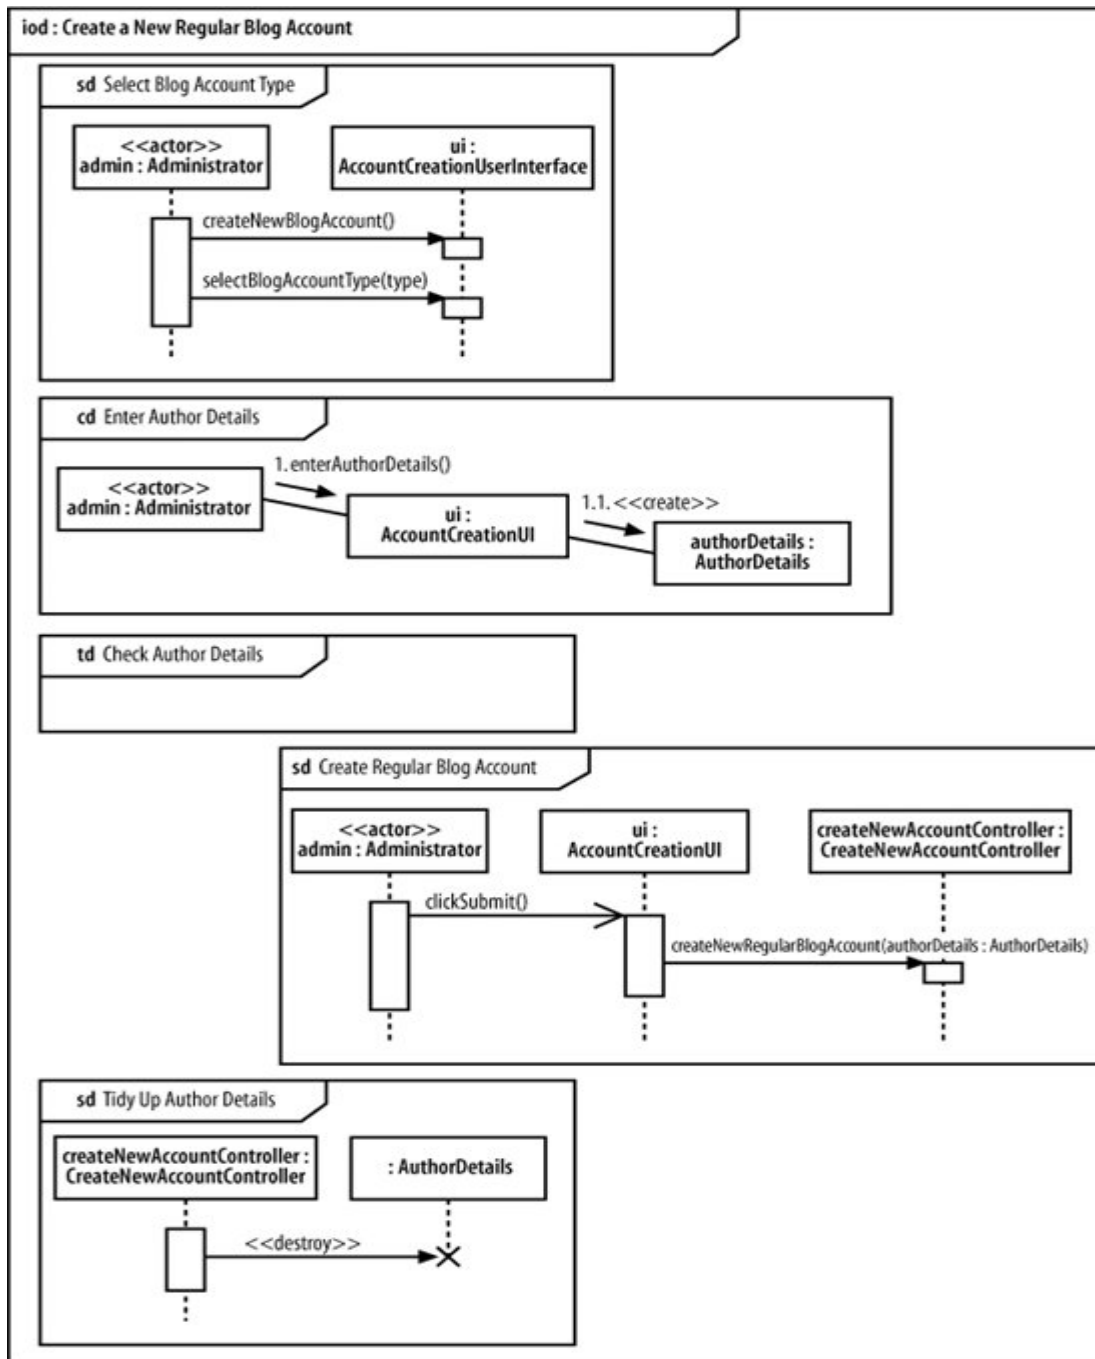 iod : Create a New Regular Blog Account
sd Select Blog Account Type
<<actor>>
admin : Administrator
ui :
AccountCreationUserInterface
createNewBlogAccount()
selectBlogAccountType(type)
cd Enter Author Details
<<actor>>
admin : Administrator
1. enterAuthorDetails()
ui :
AccountCreationUI
1.1. <<create>>
authorDetails :
AuthorDetails
td Check Author Details
sd Create Regular Blog Account
<<actor>>
admin : Administrator
ui :
AccountCreationUI
createNewAccountController :
CreateNewAccountController
clickSubmit()
createNewRegularBlogAccount(authorDetails : AuthorDetails)
sd Tidy Up Author Details
createNewAccountController :
CreateNewAccountController
: AuthorDetails
<<destroy>>